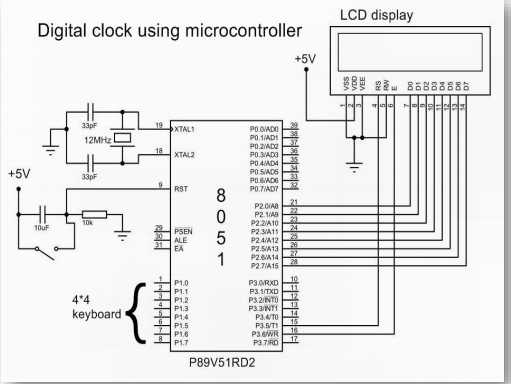 Digital clock using microcontroller
LCD display
+5V
VSS VDD VEE RS RW E D0 D1 D2 D3 D4 D5 D6 D7
1 2 3 4 5 6 7 8 9 10 11 12 13 14
33pF
12MHz
33pF
19 XTAL1
18 XTAL2
+5V
9 RST
10uF
10k
29 PSEN
30 ALE
31 EA
4*4
keyboard
1 P1.0
2 P1.1
3 P1.2
4 P1.3
5 P1.4
6 P1.5
7 P1.6
8 P1.7
8051
P0.0/AD0 39
P0.1/AD1 38
P0.2/AD2 37
P0.3/AD3 36
P0.4/AD4 35
P0.5/AD5 34
P0.6/AD6 33
P0.7/AD7 32
P2.0/A8 21
P2.1/A9 22
P2.2/A10 23
P2.3/A11 24
P2.4/A12 25
P2.5/A13 26
P2.6/A14 27
P2.7/A15 28
P3.0/RXD 10
P3.1/TXD 11
P3.2/INT0 12
P3.3/INT1 13
P3.4/T0 14
P3.5/T1 15
P3.6/WR 16
P3.7/RD 17
P89V51RD2